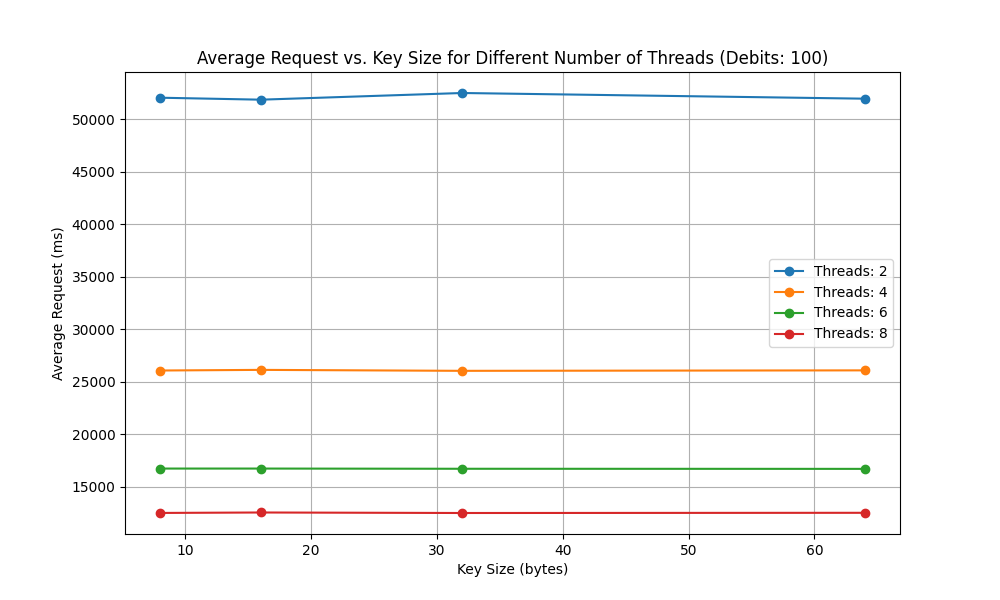 Average Request vs. Key Size for Different Number of Threads (Debits: 100)
Average Request (ms)
50000
45000
40000
35000
30000
25000
20000
15000
Threads: 2
Threads: 4
Threads: 6
Threads: 8
10 20 30 40 50 60
Key Size (bytes)